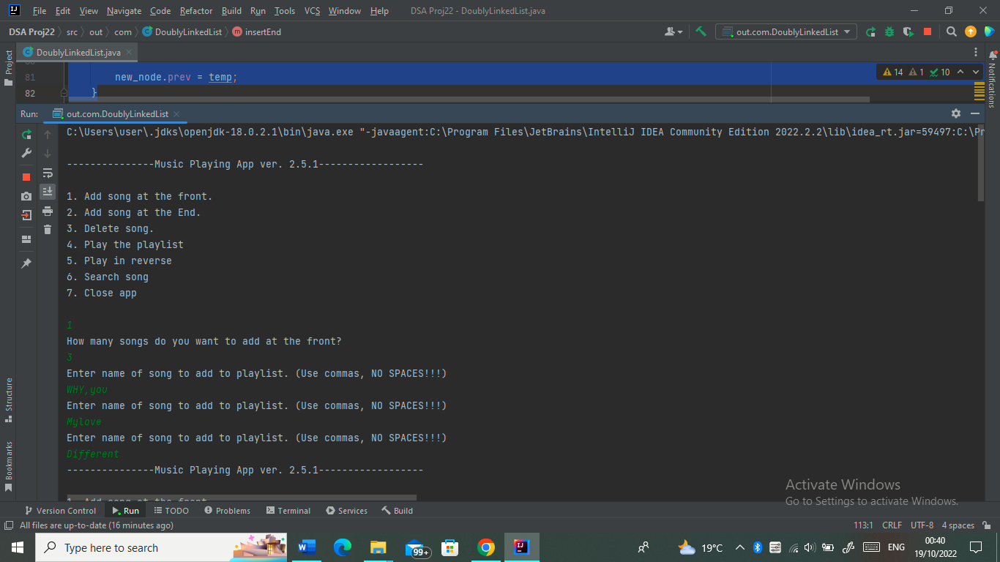 File Edit View Navigate Code Refactor Build Run Tools VCS Window Help DSA Proj22 - DoublyLinkedList.java
DSA Proj22 src out com DoublyLinkedList insertEnd out.com.DoublyLinkedList
Project
DoublyLinkedList.java
Notifications
81 new_node.prev = temp; 14 1 10
82 }
Run: out.com.DoublyLinkedList
C:\Users\user\.jdks\openjdk-18.0.2.1\bin\java.exe "-javaagent:C:\Program Files\JetBrains\IntelliJ IDEA Community Edition 2022.2.2\lib\idea_rt.jar=59497:C:\Pr
---------------Music Playing App ver. 2.5.1------------------
1. Add song at the front.
2. Add song at the End.
3. Delete song.
4. Play the playlist
5. Play in reverse
6. Search song
7. Close app
1
How many songs do you want to add at the front?
3
Enter name of song to add to playlist. (Use commas, NO SPACES!!!)
WHY,you
Enter name of song to add to playlist. (Use commas, NO SPACES!!!)
Mylove
Enter name of song to add to playlist. (Use commas, NO SPACES!!!)
Different
---------------Music Playing App ver. 2.5.1------------------
1. Add song at the front.
Structure
Bookmarks
Activate Windows
Go to Settings to activate Windows.
Version Control Run TODO Problems Terminal Services Build
All files are up-to-date (16 minutes ago) 113:1 CRLF UTF-8 4 spaces
Type here to search 99+ 19°C ENG 00:40
19/10/2022